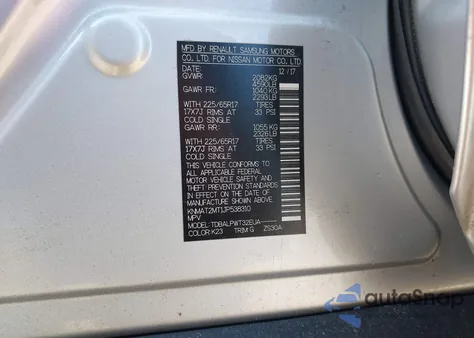 MFD BY RENAULT SAMSUNG MOTORS
CO., LTD. FOR NISSAN MOTOR CO., LTD.
DATE: 12/17
GVWR: 2082KG
4590LB
GAWR FR: 1040KG
2293LB
WITH 225/65R17 TIRES
17X7J RIMS AT 33 PSI
COLD SINGLE
GAWR RR: 1055KG
2326LB
WITH 225/65R17 TIRES
17X7J RIMS AT 33 PSI
COLD SINGLE
THIS VEHICLE CONFORMS TO
ALL APPLICABLE FEDERAL
MOTOR VEHICLE SAFETY,
BUMPER, AND THEFT
PREVENTION STANDARDS IN
EFFECT ON THE DATE OF
MANUFACTURE SHOWN ABOVE.
KNMAT2MT1JP538310
MPV
MODEL: TDBALPWT32EUA
COLOR: K23 TRIM: G ZS30A
autoSnap